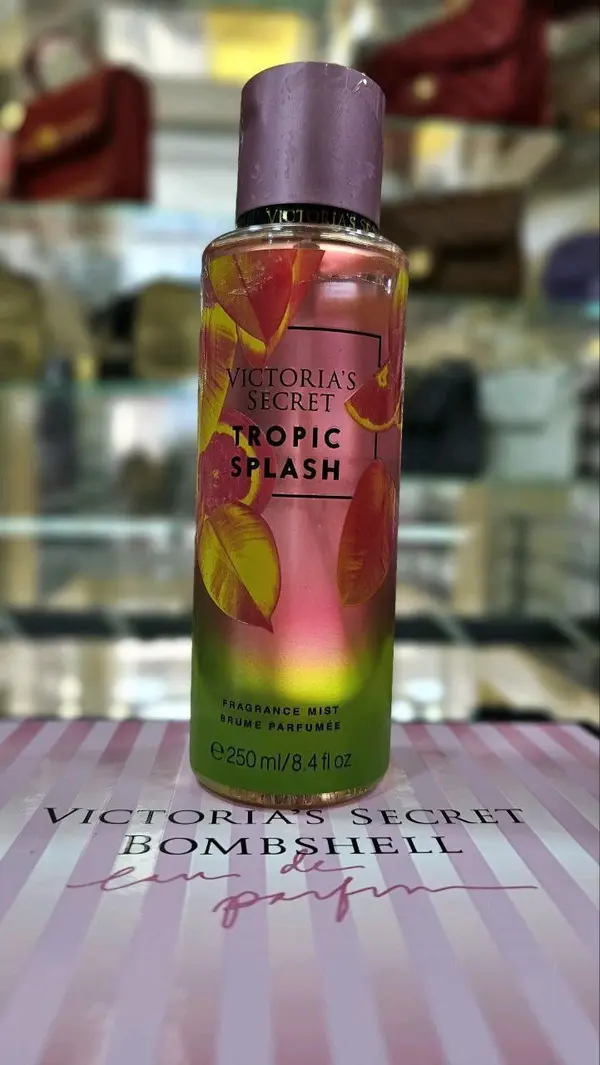 VICTORIA'S SEC
VICTORIA'S
SECRET
TROPIC
SPLASH
FRAGRANCE MIST
BRUME PARFUMÉE
℮250 ml/8.4 fl oz
VICTORIA'S SECRET
BOMBSHELL
eau de
parfum